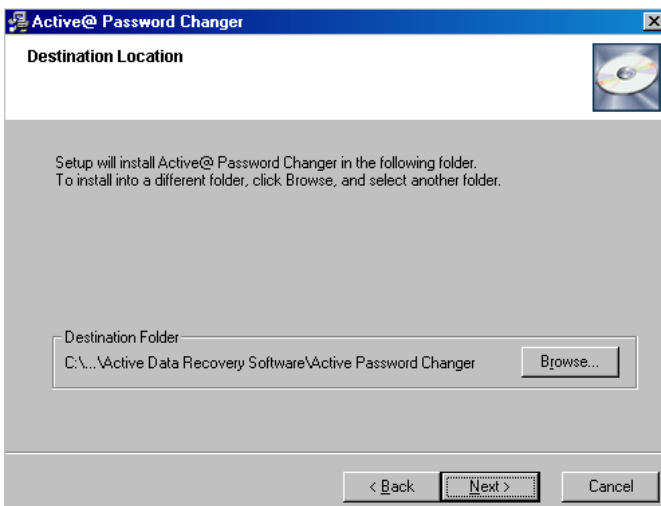 Active@ Password Changer
Destination Location
Setup will install Active@ Password Changer in the following folder.
To install into a different folder, click Browse, and select another folder.
Destination Folder
C:\...\Active Data Recovery Software\Active Password Changer
Browse...
< Back
Next >
Cancel